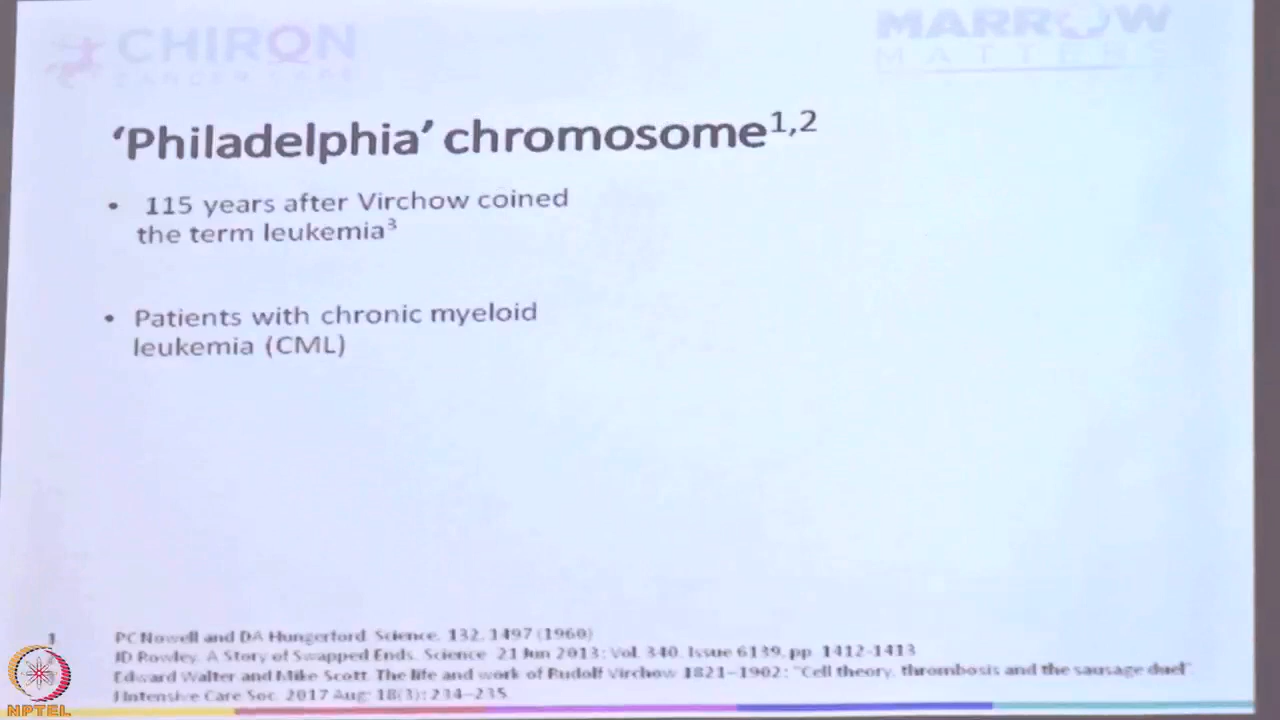 CHIRON
CANCER CARE
MARROW
MATTERS
‘Philadelphia’ chromosome1,2
• 115 years after Virchow coined
the term leukemia3
• Patients with chronic myeloid
leukemia (CML)
1
PC Nowell and DA Hungerford. Science. 132. 1497 (1960)
JD Rowley. A Story of Swapped Ends. Science 21 Jun 2013: Vol. 340. Issue 6139. pp. 1412-1413
Edward Walter and Mike Scott. The life and work of Rudolf Virchow 1821–1902: "Cell theory, thrombosis and the sausage duel"
J Intensive Care Soc. 2017 Aug; 18(3): 234–235.
NPTEL